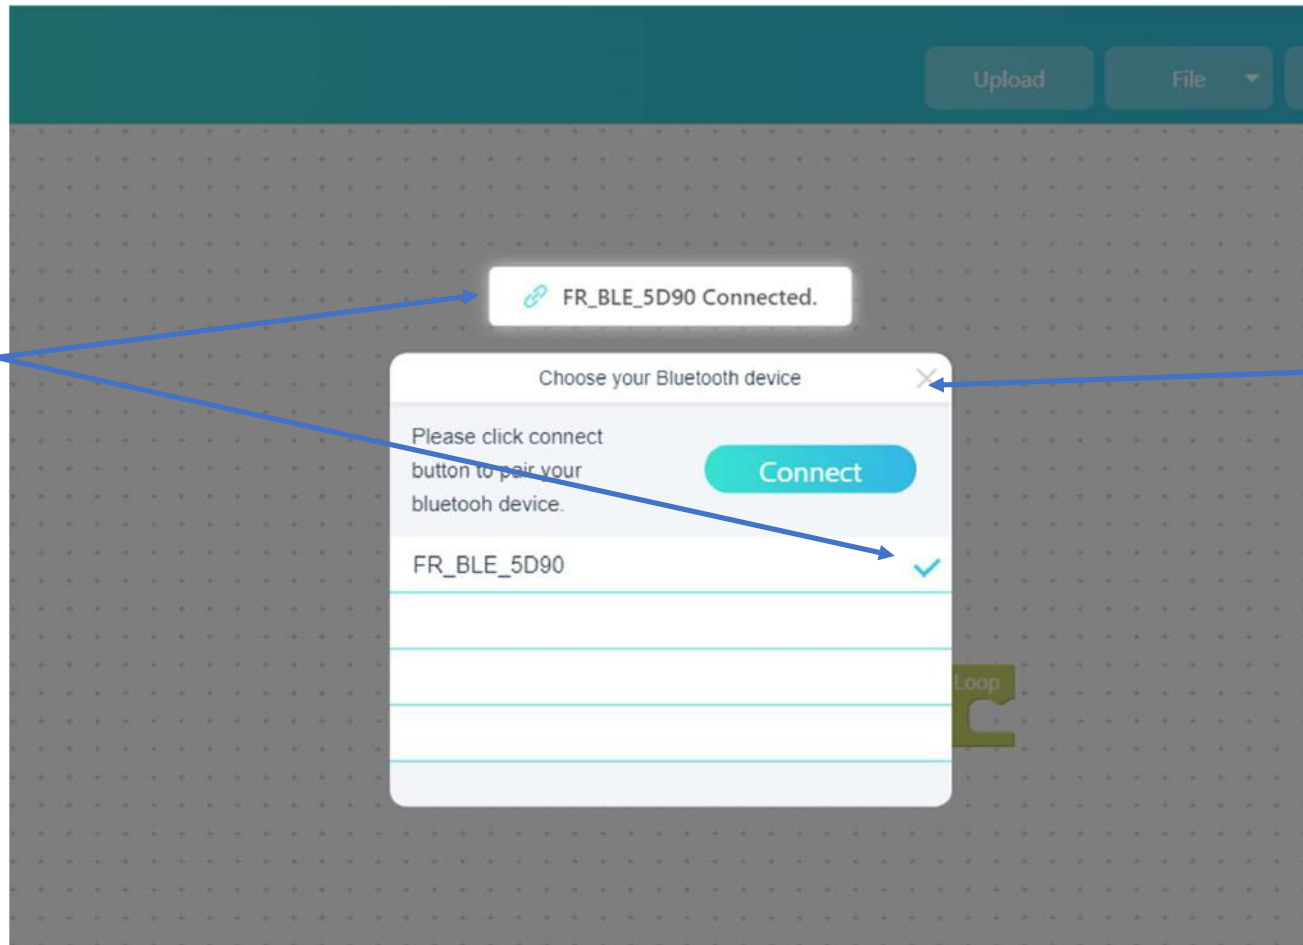 Upload
File
FR_BLE_5D90 Connected.
Choose your Bluetooth device
Please click connect
button to pair your
bluetooh device.
Connect
FR_BLE_5D90
Loop